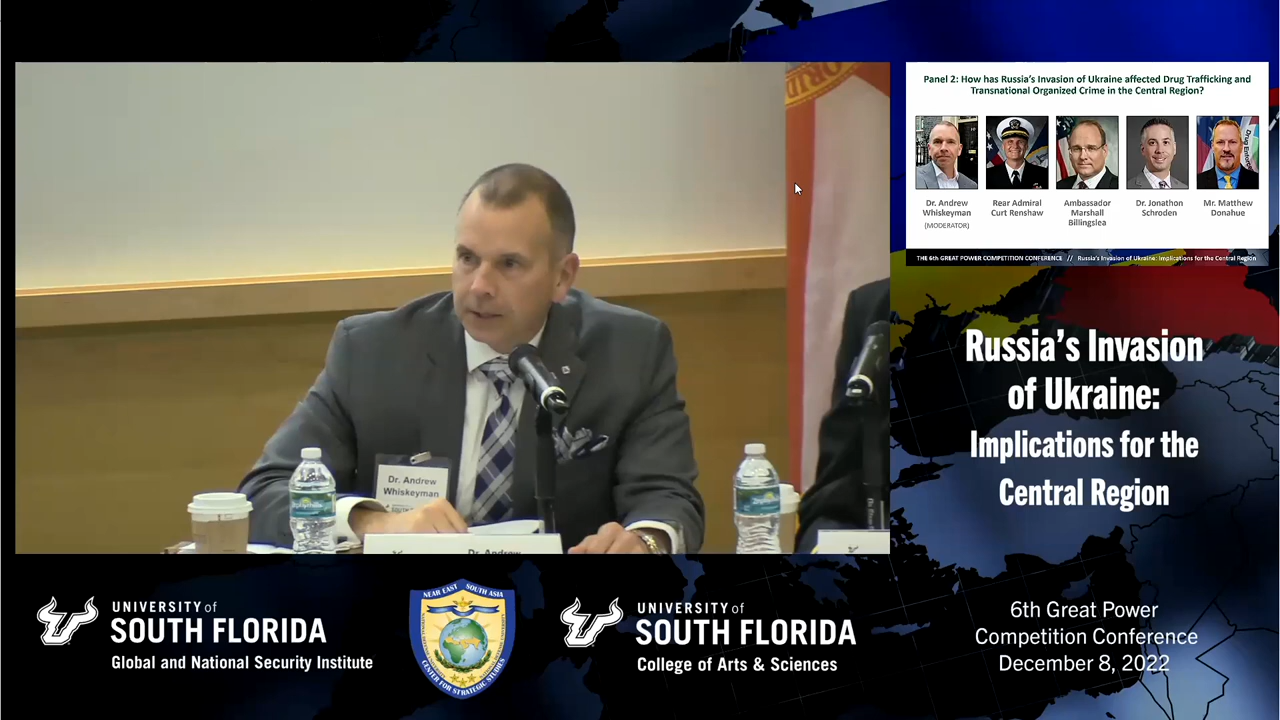 Panel 2: How has Russia's Invasion of Ukraine affected Drug Trafficking and
Transnational Organized Crime in the Central Region?
Dr. Andrew
Whiskeyman
(MODERATOR)
Rear Admiral
Curt Renshaw
Ambassador
Marshall
Billingslea
Dr. Jonathon
Schroden
Mr. Matthew
Donahue
THE 6th GREAT POWER COMPETITION CONFERENCE // Russia's Invasion of Ukraine: Implications for the Central Region
Russia's Invasion
of Ukraine:
Implications for the
Central Region
Dr. Andrew
Whiskeyman
Dr. Andrew
UNIVERSITY of
SOUTH FLORIDA
Global and National Security Institute
NEAR EAST SOUTH ASIA
CENTER FOR STRATEGIC STUDIES
UNIVERSITY of
SOUTH FLORIDA
College of Arts & Sciences
6th Great Power
Competition Conference
December 8, 2022